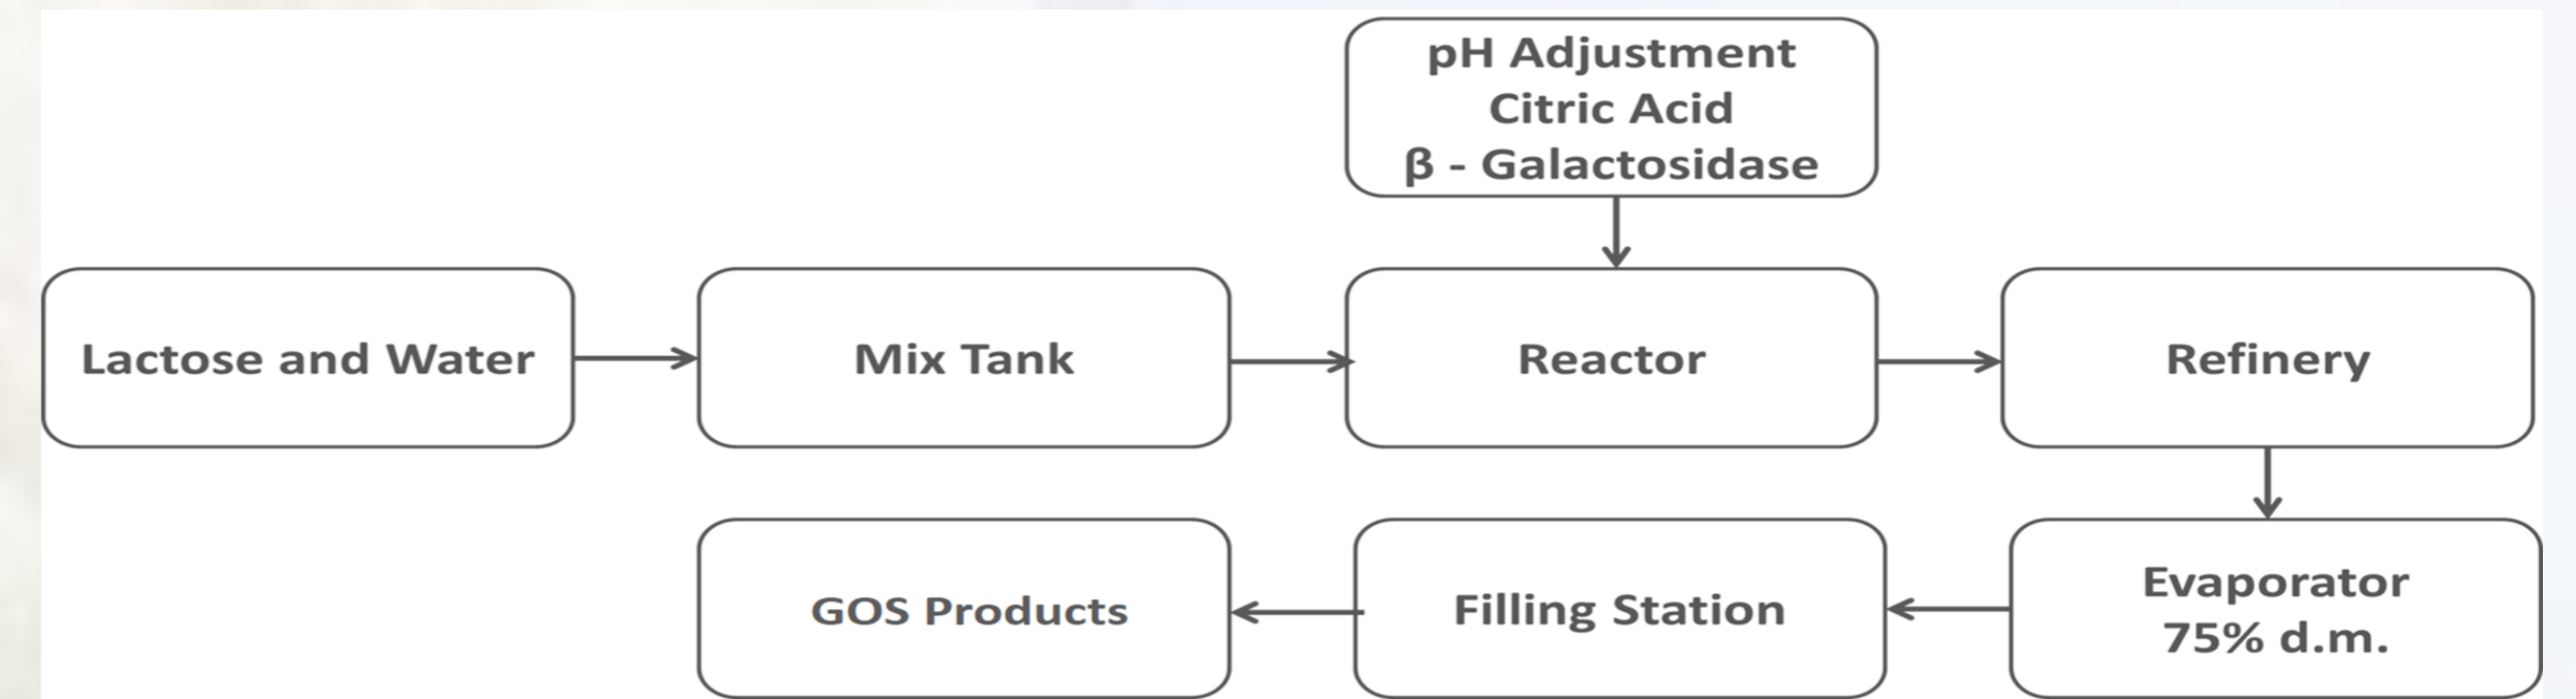 pH Adjustment
Citric Acid
β - Galactosidase
Lactose and Water
Mix Tank
Reactor
Refinery
GOS Products
Filling Station
Evaporator
75% d.m.